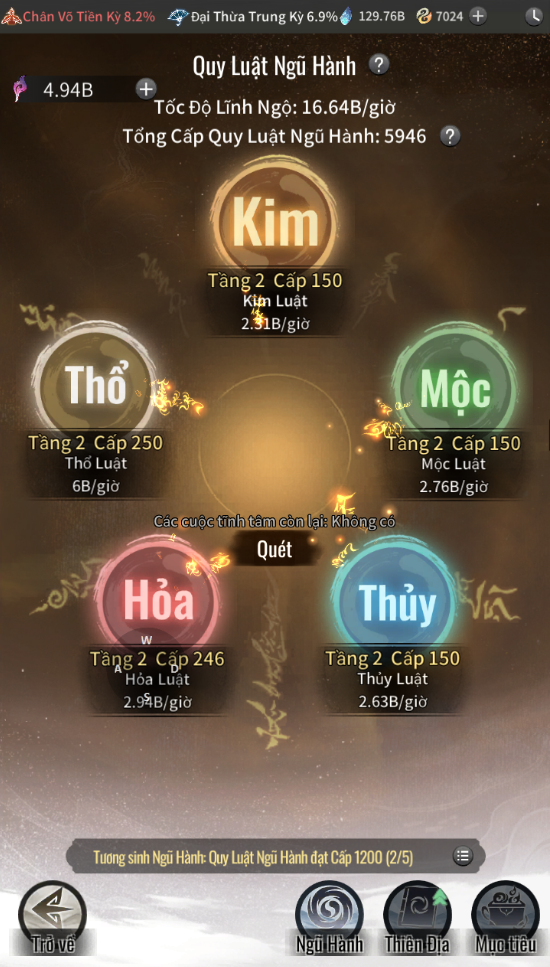 Chân Võ Tiền Kỳ 8.2% Đại Thừa Trung Kỳ 6.9% 129.76B 7024
Quy Luật Ngũ Hành ?
4.94B
Tốc Độ Lĩnh Ngộ: 16.64B/giờ
Tổng Cấp Quy Luật Ngũ Hành: 5946 ?
Kim
Tầng 2 Cấp 150
Kim Luật
2.31B/giờ
Thổ
Tầng 2 Cấp 250
Thổ Luật
6B/giờ
Mộc
Tầng 2 Cấp 150
Mộc Luật
2.76B/giờ
Các cuộc tĩnh tâm còn lại: Không có
Quét
Hỏa
Tầng 2 Cấp 246
Hỏa Luật
2.94B/giờ
W
A
D
S
Thủy
Tầng 2 Cấp 150
Thủy Luật
2.63B/giờ
Tương sinh Ngũ Hành: Quy Luật Ngũ Hành đạt Cấp 1200 (2/5)
Trở về
Ngũ Hành
Thiên Địa
Mục tiêu